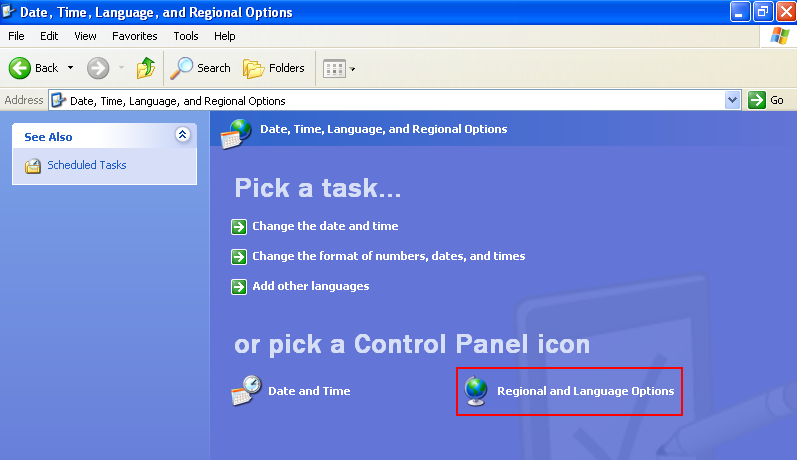 Date, Time, Language, and Regional Options
File Edit View Favorites Tools Help
Back Search Folders
Address Date, Time, Language, and Regional Options Go
See Also
Scheduled Tasks
Date, Time, Language, and Regional Options
Pick a task...
Change the date and time
Change the format of numbers, dates, and times
Add other languages
or pick a Control Panel icon
Date and Time Regional and Language Options